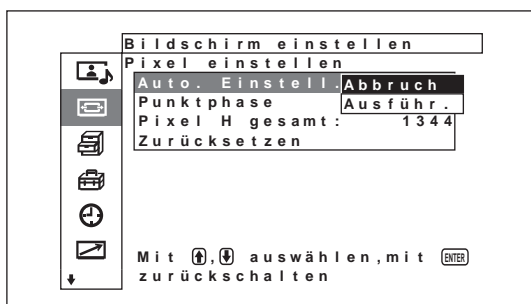 Bildschirm einstellen
Pixel einstellen
Auto. Einstell. Abbruch
Punktphase Ausführ.
Pixel H gesamt: 1344
Zurücksetzen
Mit ⬆,⬇ auswählen,mit ENTER
zurückschalten